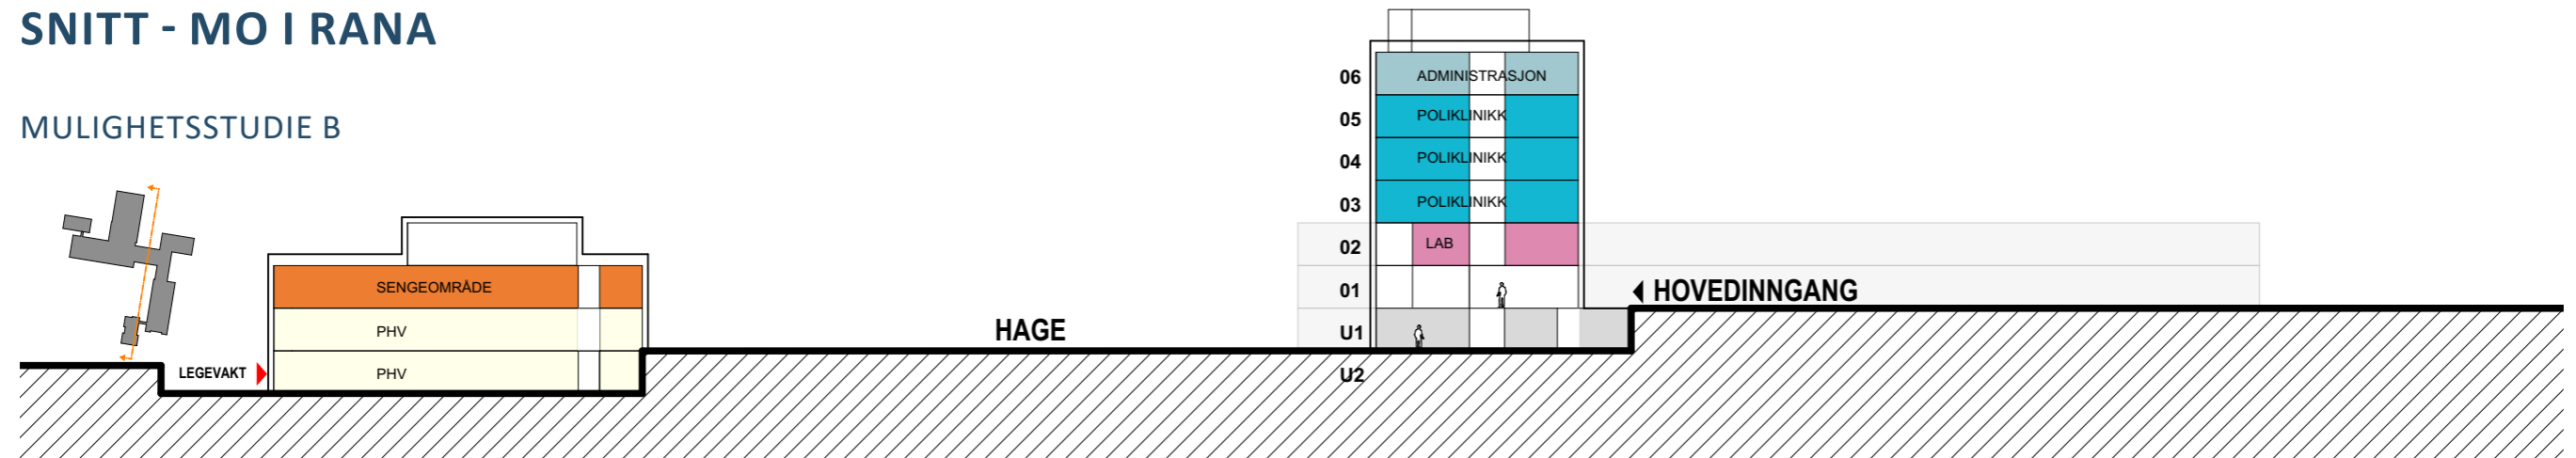 SNITT - MO I RANA
MULIGHETSSTUDIE B
06 ADMINISTRASJON
05 POLIKLINIKK
04 POLIKLINIKK
03 POLIKLINIKK
02 LAB
01
HOVEDINNGANG
SENGEOMRÅDE
PHV
HAGE
U1
LEGEVAKT
PHV
U2